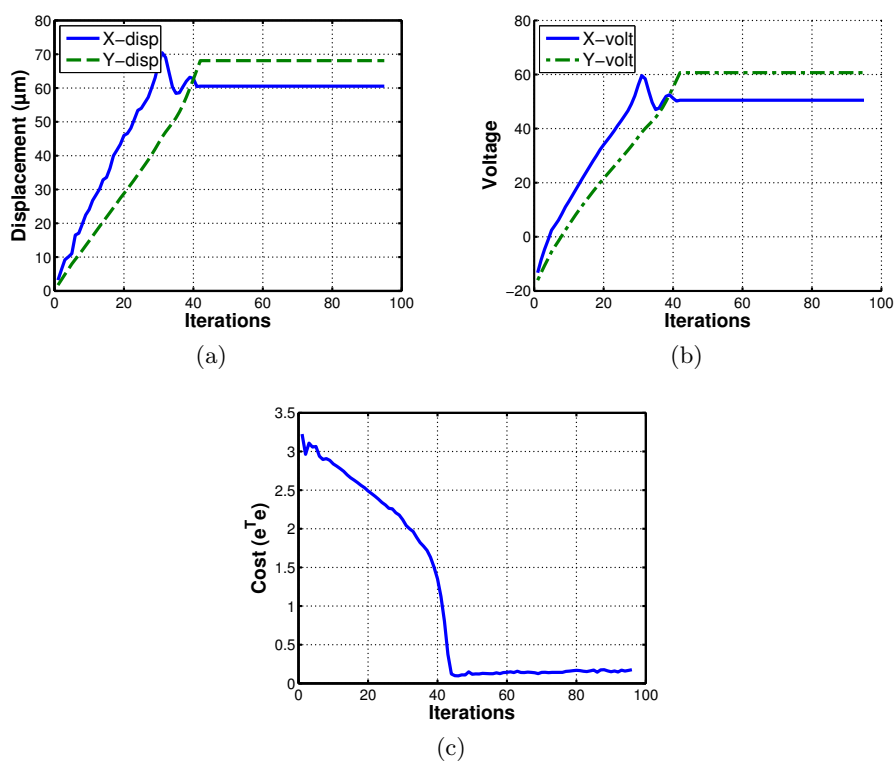 80
70
60
50
40
30
20
10
0
Displacement (µm)
X−disp
Y−disp
0 20 40 60 80 100
Iterations
(a)
80
60
40
20
0
−20
Voltage
X−volt
Y−volt
0 20 40 60 80 100
Iterations
(b)
3.5
3
2.5
2
1.5
1
0.5
0
Cost (eᵀe)
0 20 40 60 80 100
Iterations
(c)